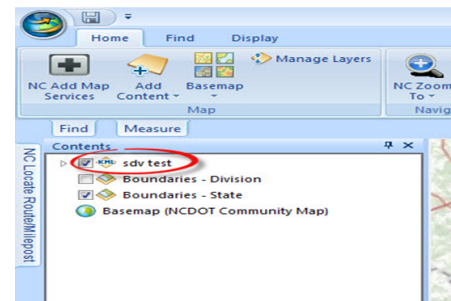 Home Find Display
NC Add Map Services
Add Content
Basemap
Manage Layers
NC Zoom To
Map
Navig
Find Measure
Contents
NC Locate Route/Milepost
KML sdv test
Boundaries - Division
Boundaries - State
Basemap (NCDOT Community Map)